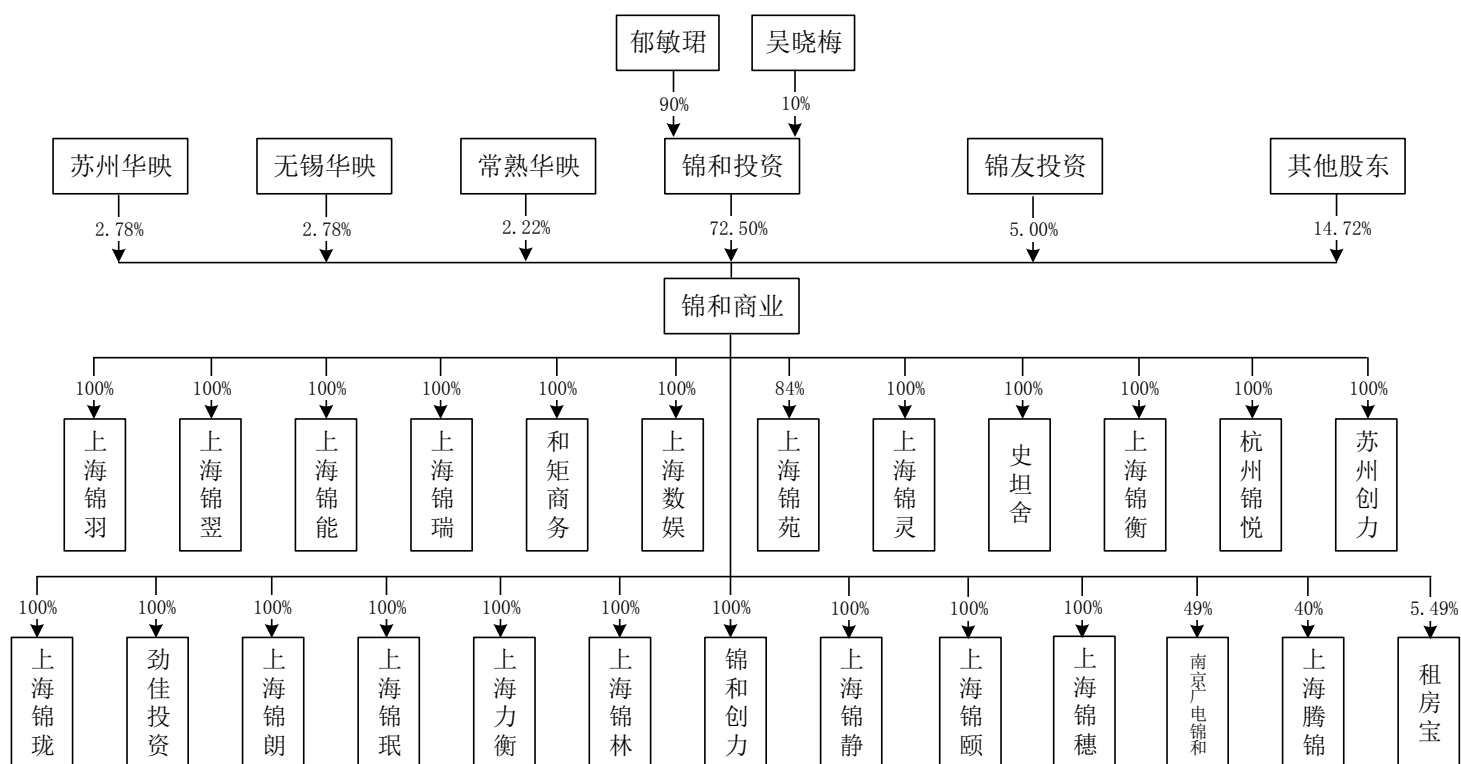 郁敏珺 吴晓梅
90% 10%
苏州华映 无锡华映 常熟华映 锦和投资 锦友投资 其他股东
2.78% 2.78% 2.22% 72.50% 5.00% 14.72%
锦和商业
100% 100% 100% 100% 100% 100% 84% 100% 100% 100% 100% 100%
上海锦羽
上海锦翌
上海锦能
上海锦瑞
和矩商务
上海数娱
上海锦苑
上海锦灵
史坦舍
上海锦衡
杭州锦悦
苏州创力
100% 100% 100% 100% 100% 100% 100% 100% 100% 100% 49% 40% 5.49%
上海锦珑
劲佳投资
上海锦朗
上海锦珉
上海力衡
上海锦林
锦和创力
上海锦静
上海锦颐
上海锦穗
南京广电锦和
上海腾锦
租房宝